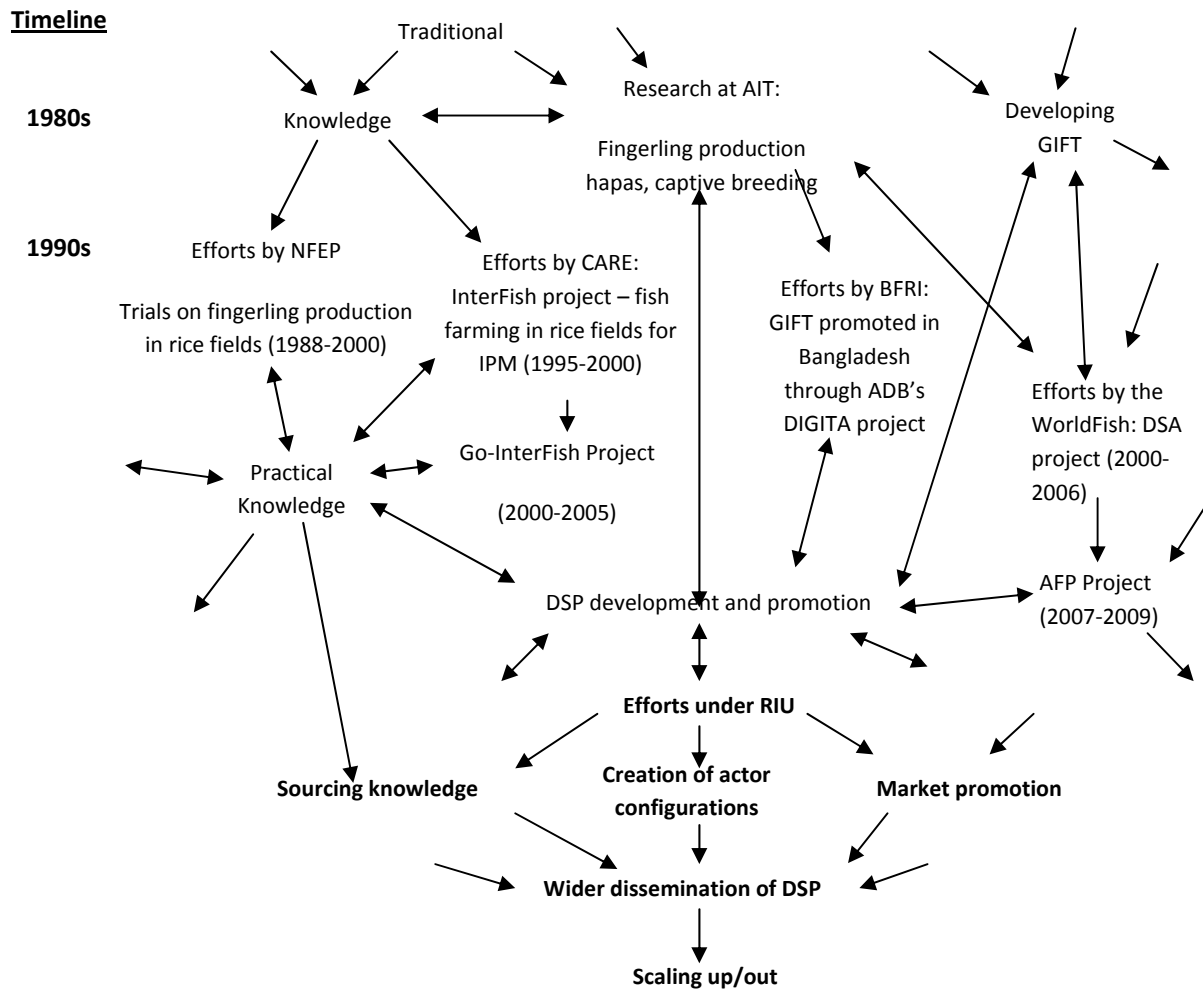 Timeline
Traditional
Research at AIT:
1980s
Knowledge
Developing
GIFT
Fingerling production
hapas, captive breeding
1990s
Efforts by NFEP
Trials on fingerling production
in rice fields (1988-2000)
Efforts by CARE:
InterFish project – fish
farming in rice fields for
IPM (1995-2000)
Efforts by BFRI:
GIFT promoted in
Bangladesh
through ADB’s
DIGITA project
Efforts by the
WorldFish: DSA
project (2000-
2006)
Practical
Knowledge
Go-InterFish Project
(2000-2005)
DSP development and promotion
AFP Project
(2007-2009)
Efforts under RIU
Sourcing knowledge
Creation of actor
configurations
Market promotion
Wider dissemination of DSP
Scaling up/out